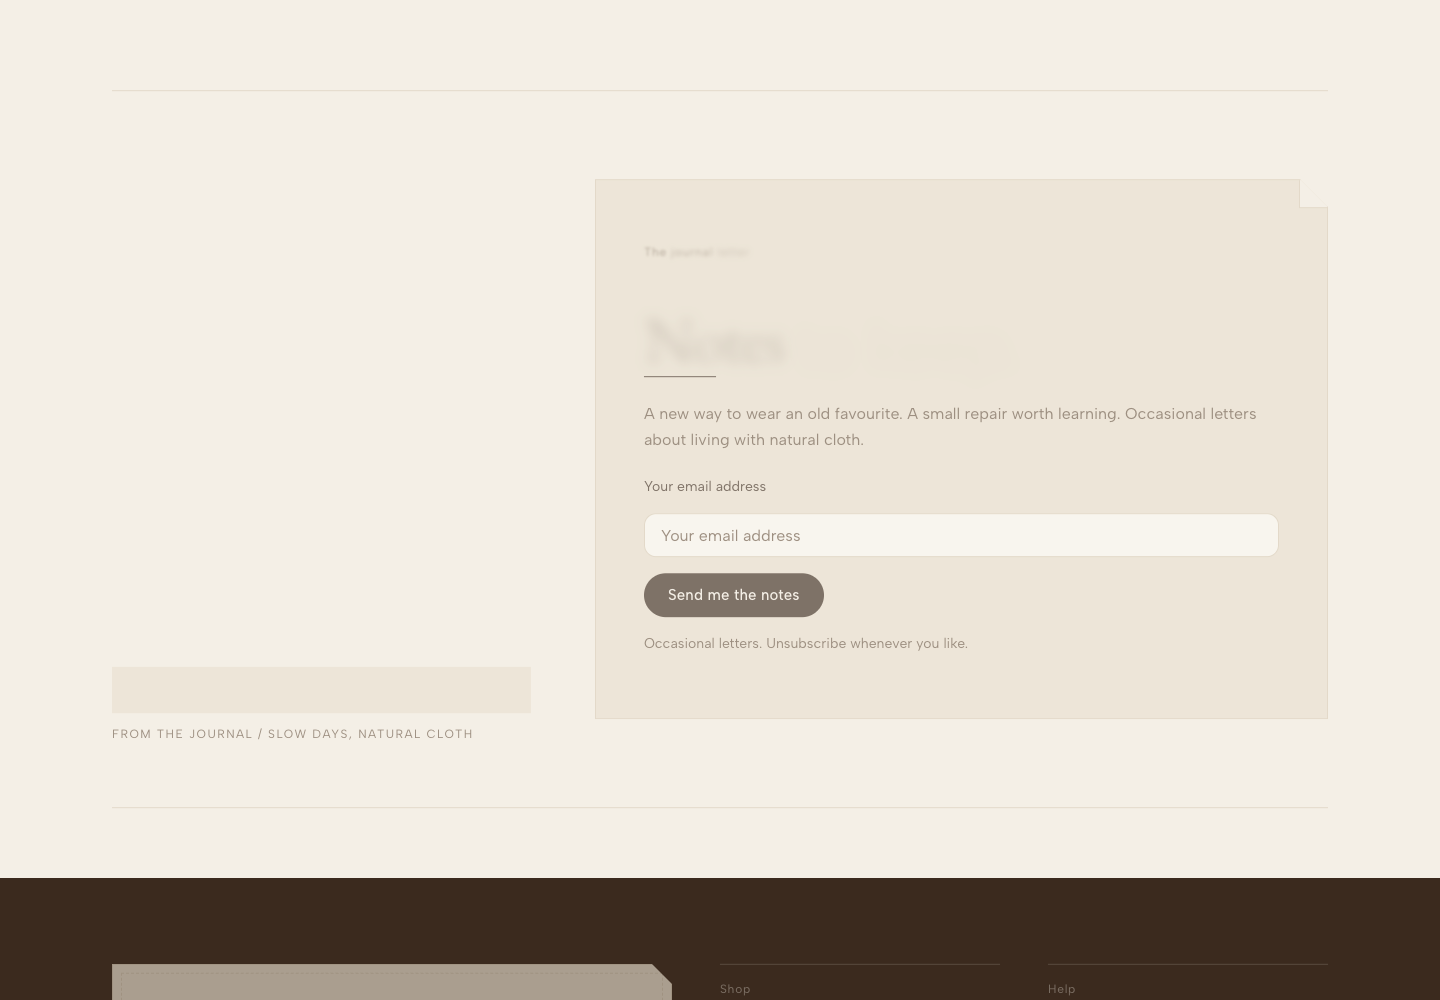 The journal
Notes
A new way to wear an old favourite. A small repair worth learning. Occasional letters
about living with natural cloth.
Your email address
Your email address
Send me the notes
Occasional letters. Unsubscribe whenever you like.
FROM THE JOURNAL / SLOW DAYS, NATURAL CLOTH
Shop
Help